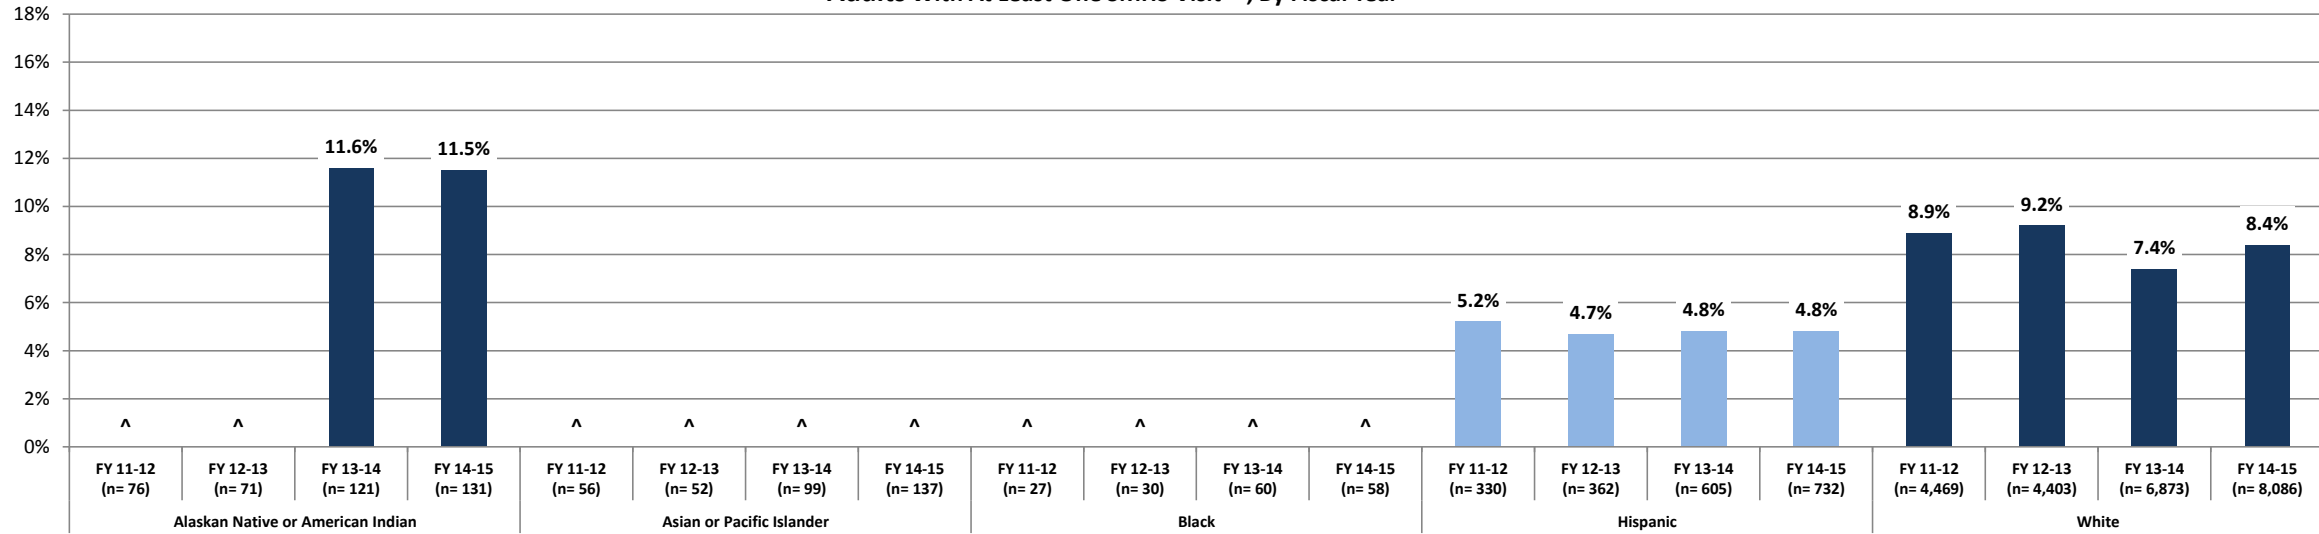 18%
16%
14%
12%
10%
8%
6%
4%
2%
0%
^ ^ 11.6% 11.5% ^ ^ ^ ^ ^ ^ ^ ^ 5.2% 4.7% 4.8% 4.8% 8.9% 9.2% 7.4% 8.4%
FY 11-12 FY 12-13 FY 13-14 FY 14-15 FY 11-12 FY 12-13 FY 13-14 FY 14-15 FY 11-12 FY 12-13 FY 13-14 FY 14-15 FY 11-12 FY 12-13 FY 13-14 FY 14-15 FY 11-12 FY 12-13 FY 13-14 FY 14-15
(n= 76) (n= 71) (n= 121) (n= 131) (n= 56) (n= 52) (n= 99) (n= 137) (n= 27) (n= 30) (n= 60) (n= 58) (n= 330) (n= 362) (n= 605) (n= 732) (n= 4,469) (n= 4,403) (n= 6,873) (n= 8,086)
Alaskan Native or American Indian Asian or Pacific Islander Black Hispanic White